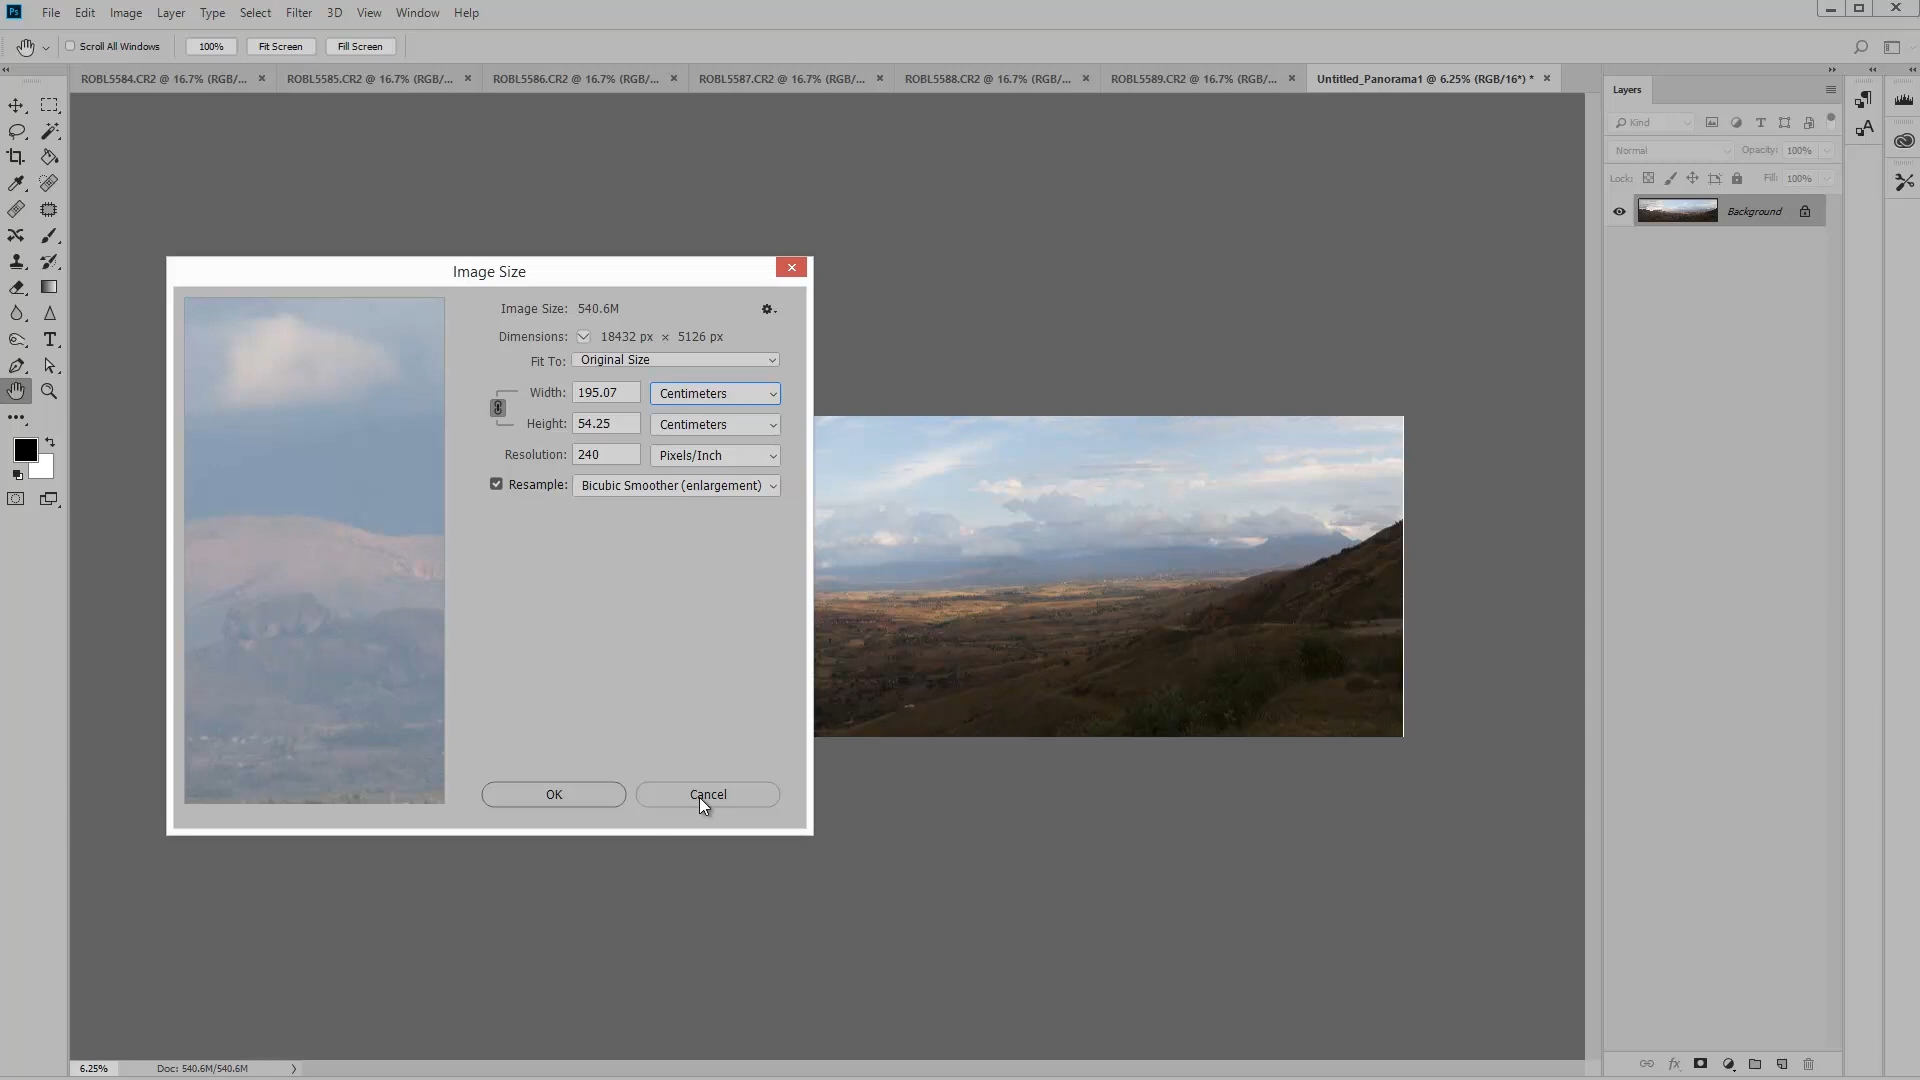 Ps File Edit Image Layer Type Select Filter 3D View Window Help
Scroll All Windows 100% Fit Screen Fill Screen
ROBL5584.CR2 @ 16.7% (RGB/... × ROBL5585.CR2 @ 16.7% (RGB/... × ROBL5586.CR2 @ 16.7% (RGB/... × ROBL5587.CR2 @ 16.7% (RGB/... × ROBL5588.CR2 @ 16.7% (RGB/... × ROBL5589.CR2 @ 16.7% (RGB/... × Untitled_Panorama1 @ 6.25% (RGB/16*) * ×
Layers
Kind
Normal Opacity: 100%
Lock: Fill: 100%
Background
Image Size
Image Size: 540.6M
Dimensions: 18432 px × 5126 px
Fit To: Original Size
Width: 195.07 Centimeters
Height: 54.25 Centimeters
Resolution: 240 Pixels/Inch
Resample: Bicubic Smoother (enlargement)
OK Cancel
6.25% Doc: 540.6M/540.6M